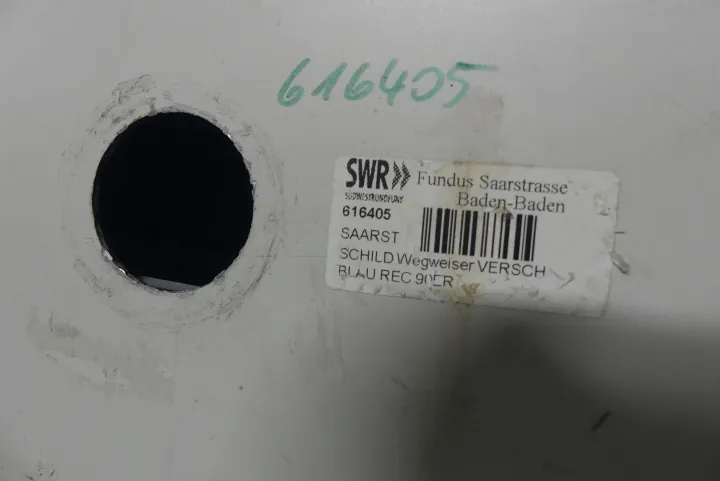 616405
SWR Fundus Saarstrasse
SÜDWESTRUNDFUNK Baden-Baden
616405
SAARST
SCHILD Wegweiser VERSCH
BLAU REC 90ER